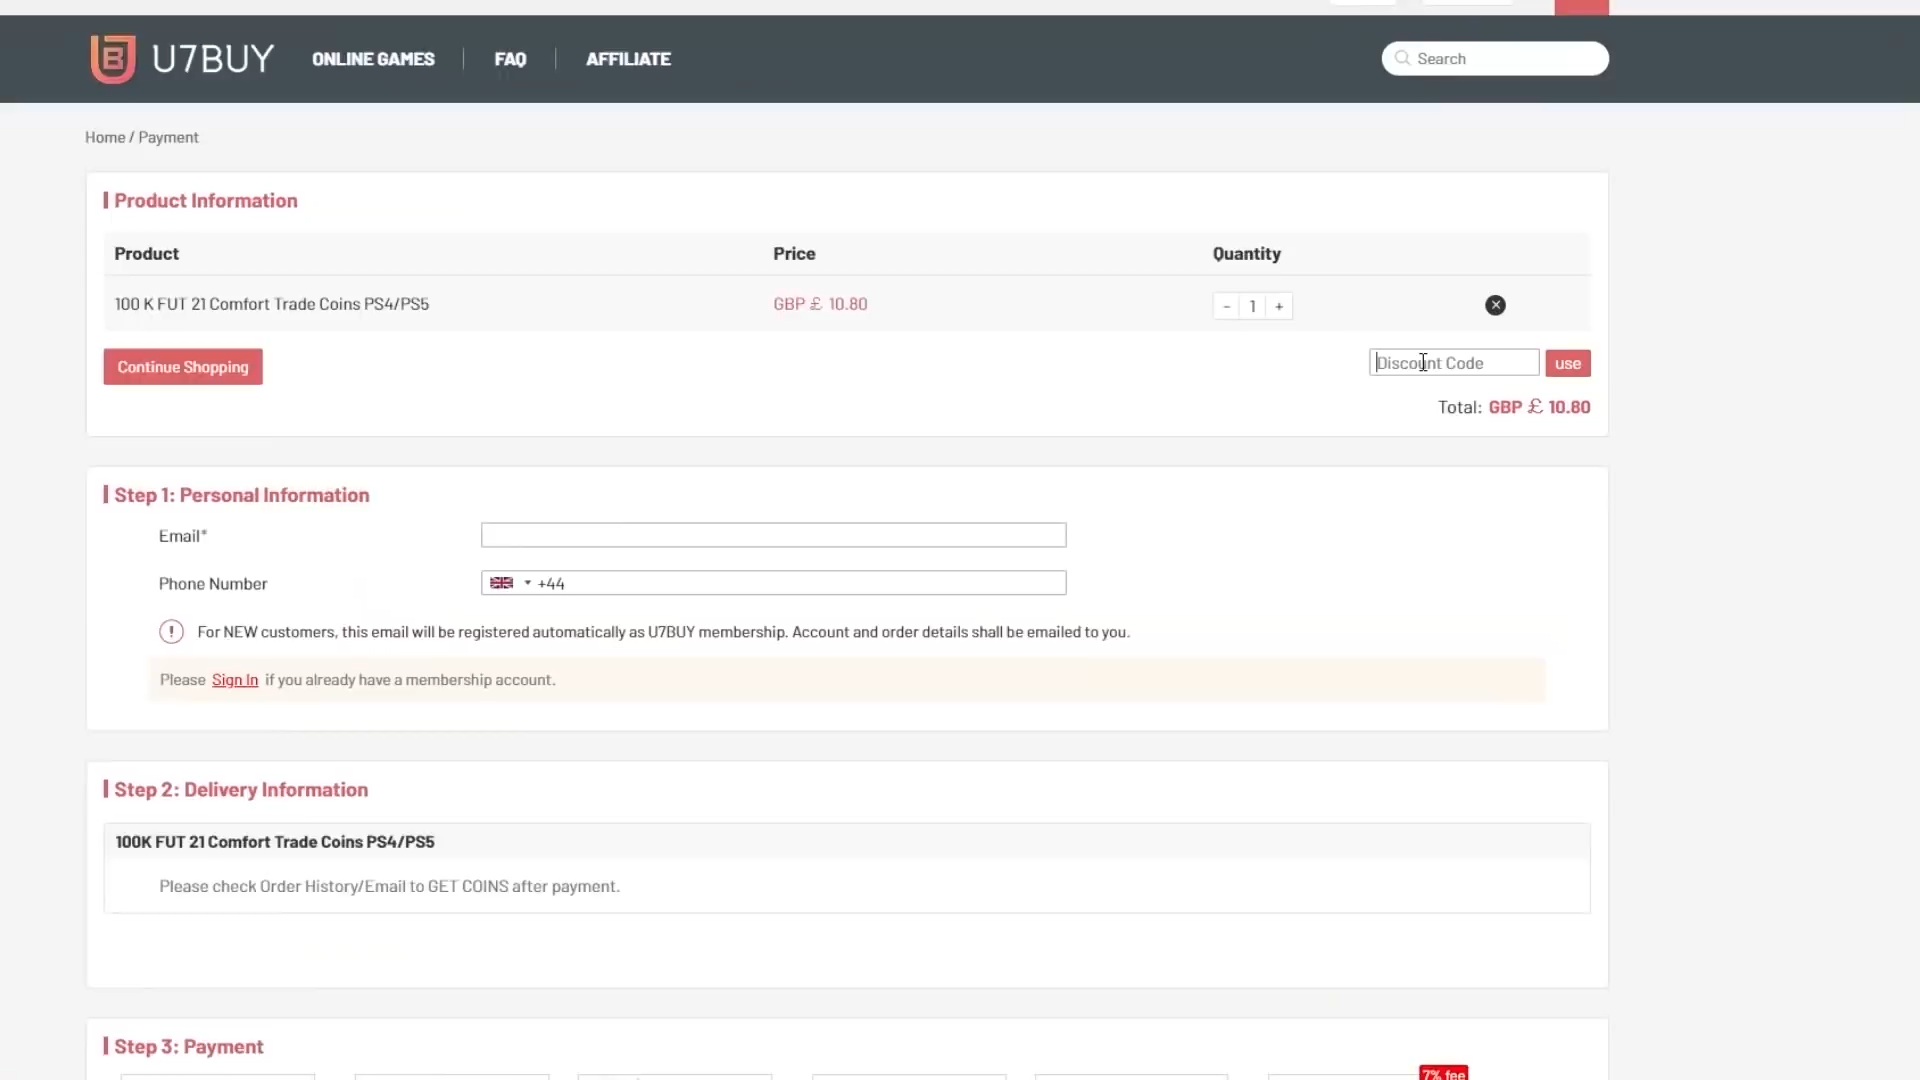 U7BUY ONLINE GAMES FAQ AFFILIATE Search
Home / Payment
Product Information
Product Price Quantity
100 K FUT 21 Comfort Trade Coins PS4/PS5 GBP £ 10.80 - 1 +
Continue Shopping Discount Code use
Total: GBP £ 10.80
Step 1: Personal Information
Email*
Phone Number +44
For NEW customers, this email will be registered automatically as U7BUY membership. Account and order details shall be emailed to you.
Please Sign In if you already have a membership account.
Step 2: Delivery Information
100K FUT 21 Comfort Trade Coins PS4/PS5
Please check Order History/Email to GET COINS after payment.
Step 3: Payment
7% fee